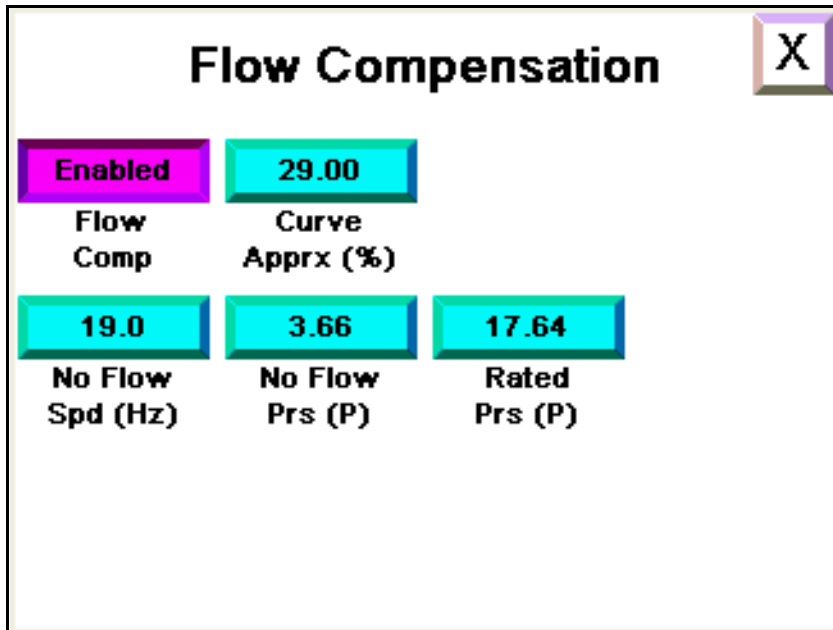 Flow Compensation
X
Enabled
29.00
Flow
Comp
Curve
Apprx (%)
19.0
3.66
17.64
No Flow
Spd (Hz)
No Flow
Prs (P)
Rated
Prs (P)